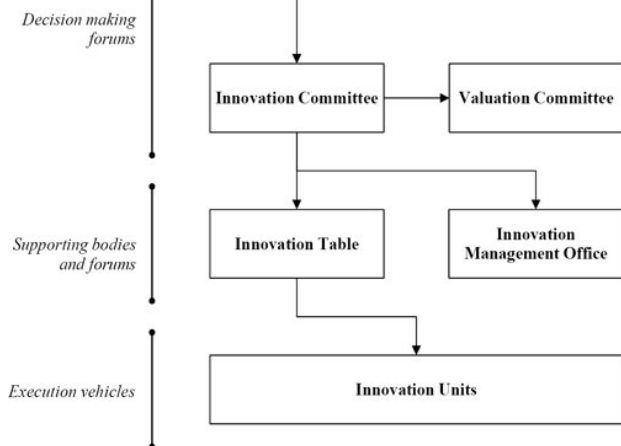 Decision making
forums
Innovation Committee
Valuation Committee
Supporting bodies
and forums
Innovation Table
Innovation
Management Office
Execution vehicles
Innovation Units